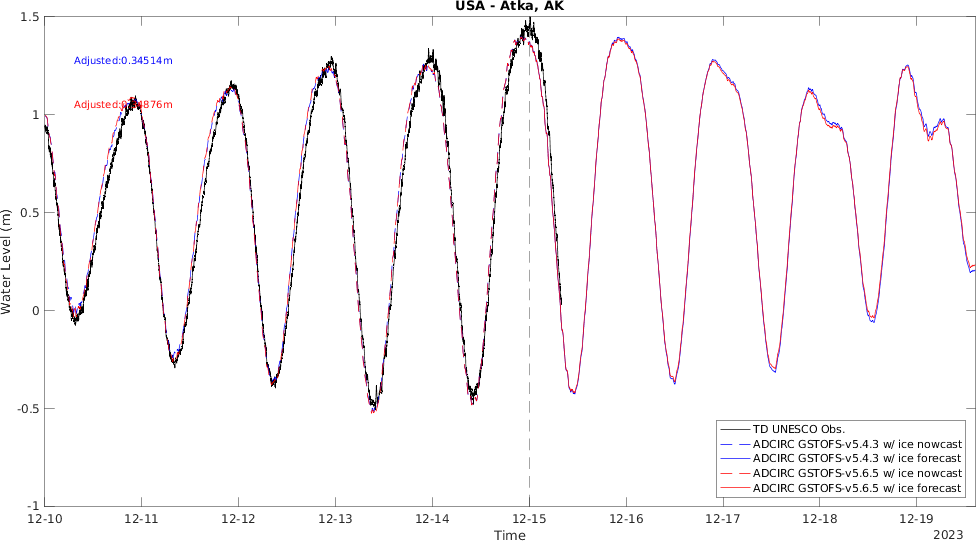 USA - Atka, AK
Water Level (m)
1.5
1
0.5
0
-0.5
-1
Adjusted:0.34514m
TD UNESCO Obs.
ADCIRC GSTOFS-v5.4.3 w/ ice nowcast
ADCIRC GSTOFS-v5.4.3 w/ ice forecast
ADCIRC GSTOFS-v5.6.5 w/ ice nowcast
ADCIRC GSTOFS-v5.6.5 w/ ice forecast
12-10 12-11 12-12 12-13 12-14 12-15 12-16 12-17 12-18 12-19
Time
2023